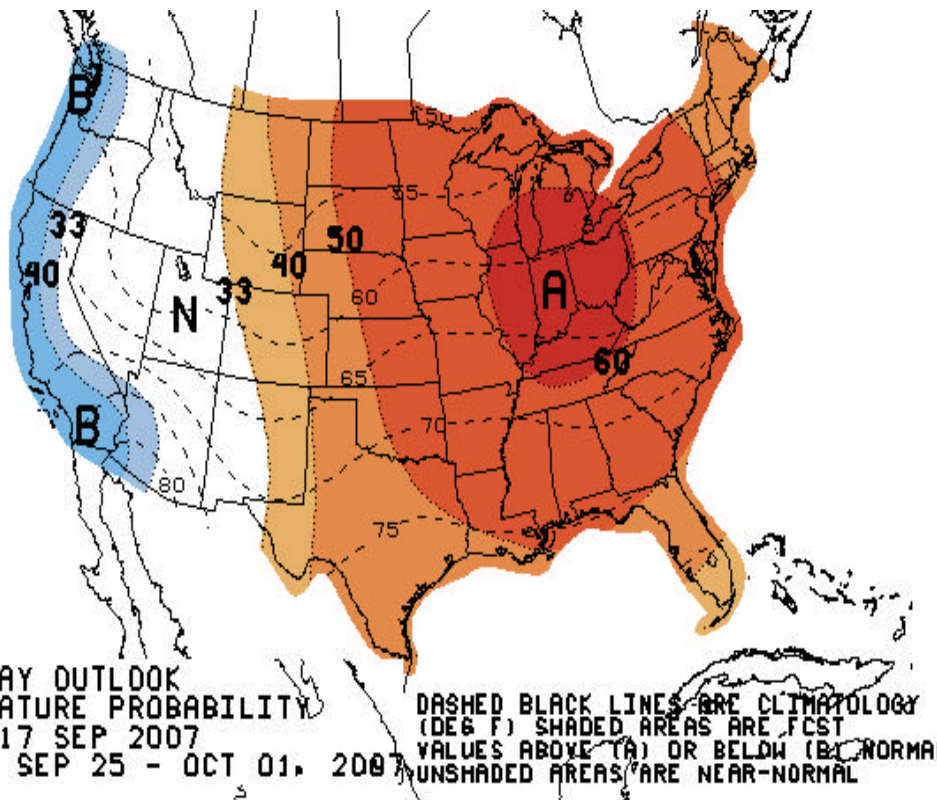 B
50
50
55
33
50
40
40
33
A
N
60
60
65
B
70
80
75
AY OUTLOOK
ATURE PROBABILITY
17 SEP 2007
SEP 25 - OCT 01, 2007
DASHED BLACK LINES ARE CLIMATOLOGY
(DEG F) SHADED AREAS ARE FCST
VALUES ABOVE (A) OR BELOW (B) NORMA
UNSHADED AREAS ARE NEAR-NORMAL